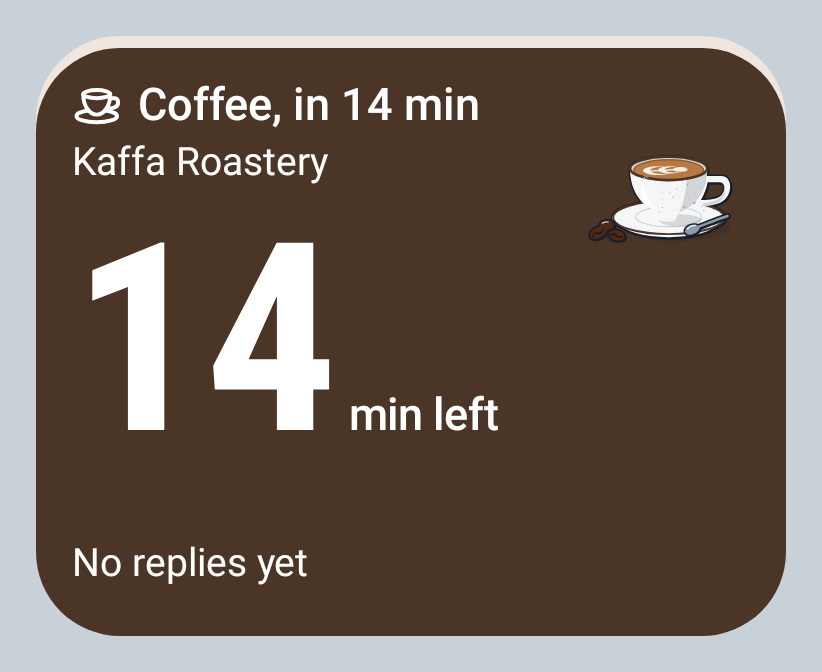 Coffee, in 14 min
Kaffa Roastery
14 min left
No replies yet